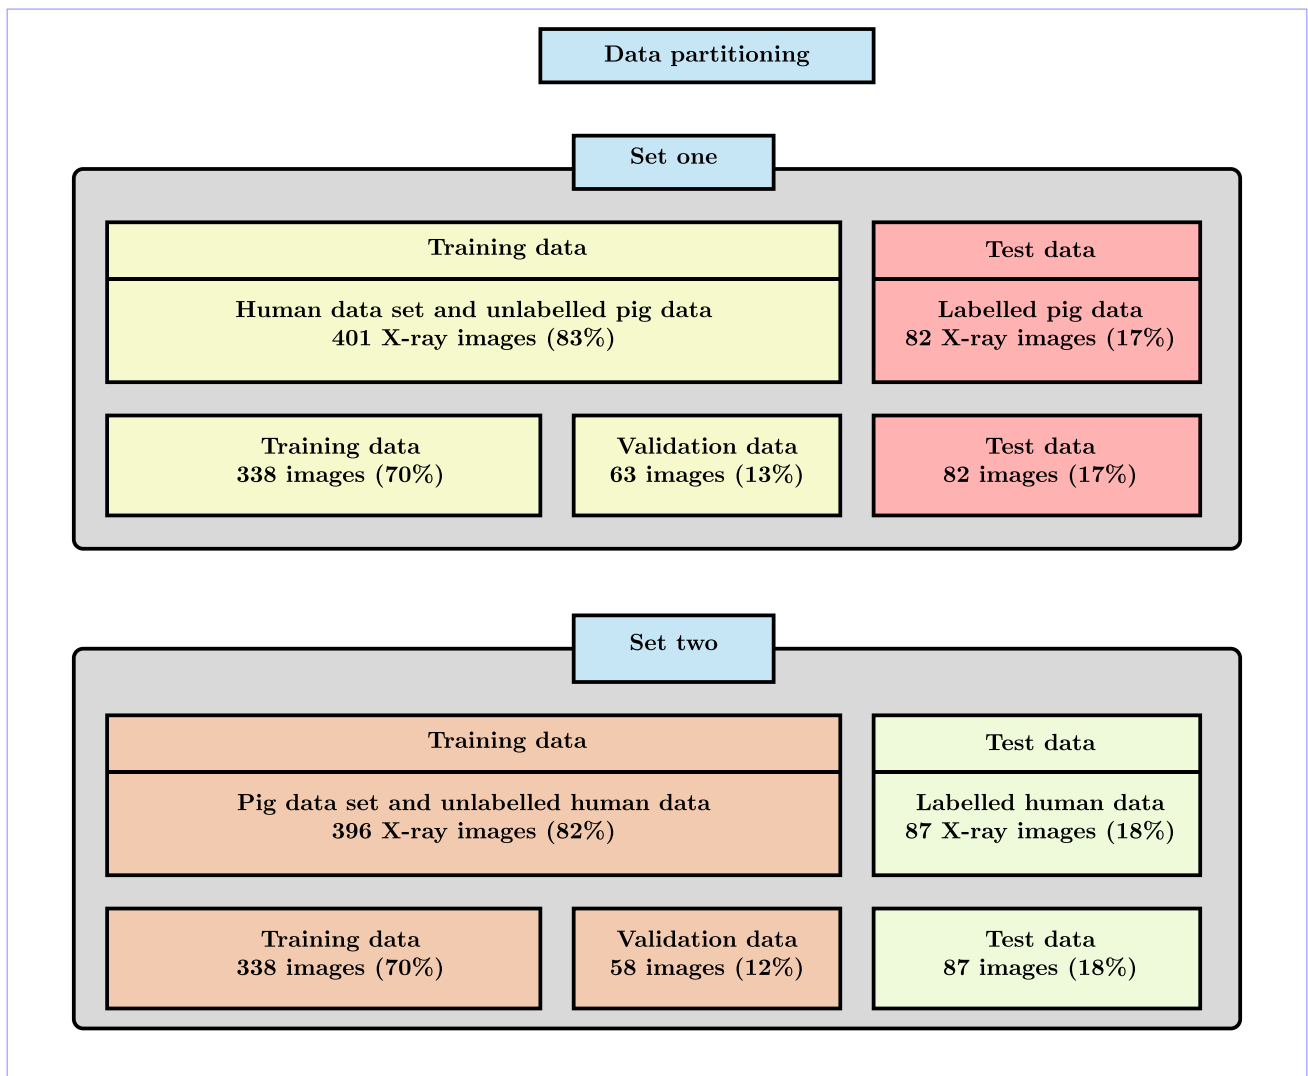 Data partitioning
Set one
Training data
Human data set and unlabelled pig data
401 X-ray images (83%)
Test data
Labelled pig data
82 X-ray images (17%)
Training data
338 images (70%)
Validation data
63 images (13%)
Test data
82 images (17%)
Set two
Training data
Pig data set and unlabelled human data
396 X-ray images (82%)
Test data
Labelled human data
87 X-ray images (18%)
Training data
338 images (70%)
Validation data
58 images (12%)
Test data
87 images (18%)